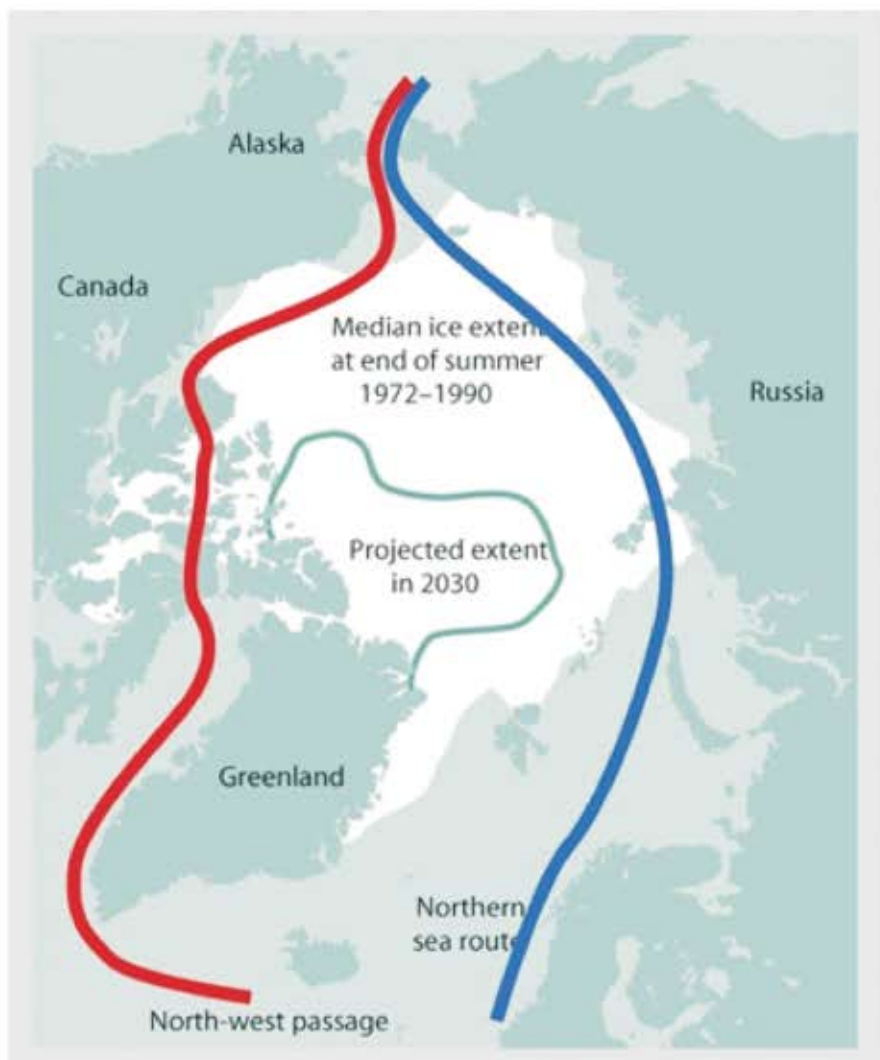 Alaska
Canada
Median ice exten
at end of summer
1972–1990
Russia
Projected extent
in 2030
Greenland
Northern
sea route
North-west passage